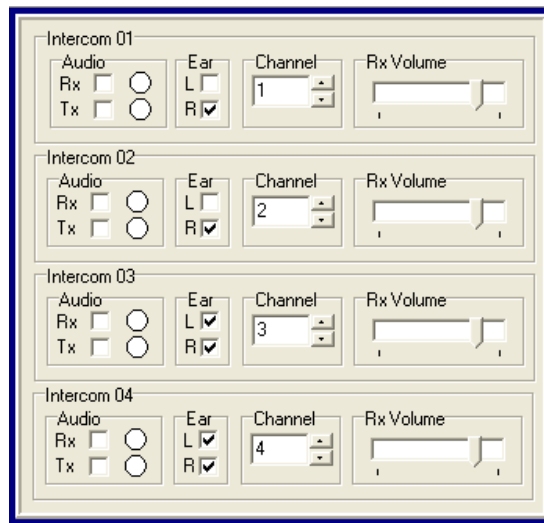 Intercom 01
Audio Ear Channel Rx Volume
Rx L 1
Tx R
Intercom 02
Audio Ear Channel Rx Volume
Rx L 2
Tx R
Intercom 03
Audio Ear Channel Rx Volume
Rx L 3
Tx R
Intercom 04
Audio Ear Channel Rx Volume
Rx L 4
Tx R